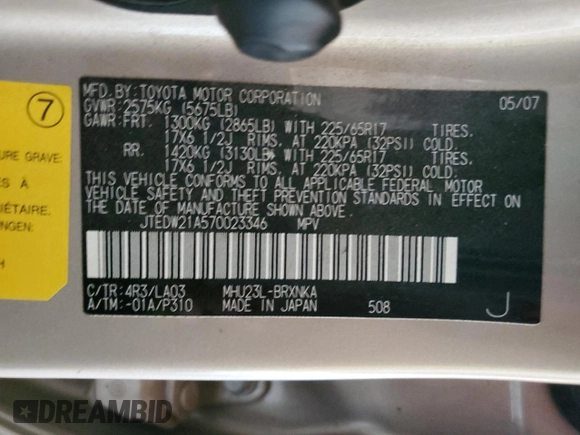 MFD. BY: TOYOTA MOTOR CORPORATION 05/07
GVWR: 2575KG (5675LB)
GAWR: FRT. 1300KG (2865LB) WITH 225/65R17 TIRES.
17X6 1/2J RIMS. AT 220KPA (32PSI) COLD.
RR. 1420KG (3130LB) WITH 225/65R17 TIRES.
17X6 1/2J RIMS. AT 220KPA (32PSI) COLD.
THIS VEHICLE CONFORMS TO ALL APPLICABLE FEDERAL MOTOR
VEHICLE SAFETY AND THEFT PREVENTION STANDARDS IN EFFECT ON
THE DATE OF MANUFACTURE SHOWN ABOVE.
JTEDW21A570023346 MPV
C/TR: 4R3/LA03 MHU23L-BRXNKA
A/TM: -01A/P310 MADE IN JAPAN 508 J
7
URE GRAVE:
S À
IÉTAIRE.
NGEN:
H
DREAMBID